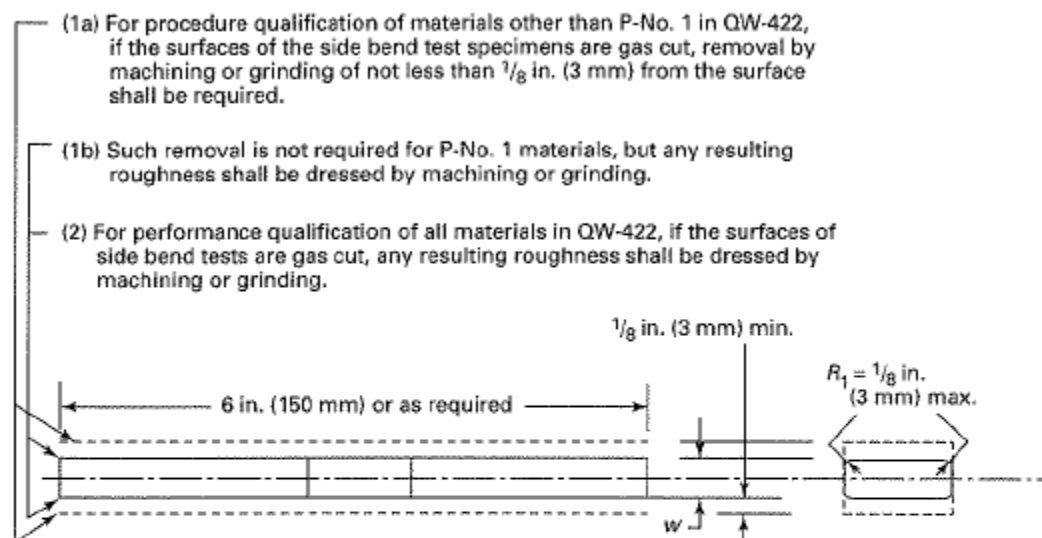 (1a) For procedure qualification of materials other than P-No. 1 in QW-422,
if the surfaces of the side bend test specimens are gas cut, removal by
machining or grinding of not less than 1/8 in. (3 mm) from the surface
shall be required.
(1b) Such removal is not required for P-No. 1 materials, but any resulting
roughness shall be dressed by machining or grinding.
(2) For performance qualification of all materials in QW-422, if the surfaces of
side bend tests are gas cut, any resulting roughness shall be dressed by
machining or grinding.
1/8 in. (3 mm) min.
R1 = 1/8 in.
(3 mm) max.
6 in. (150 mm) or as required
w